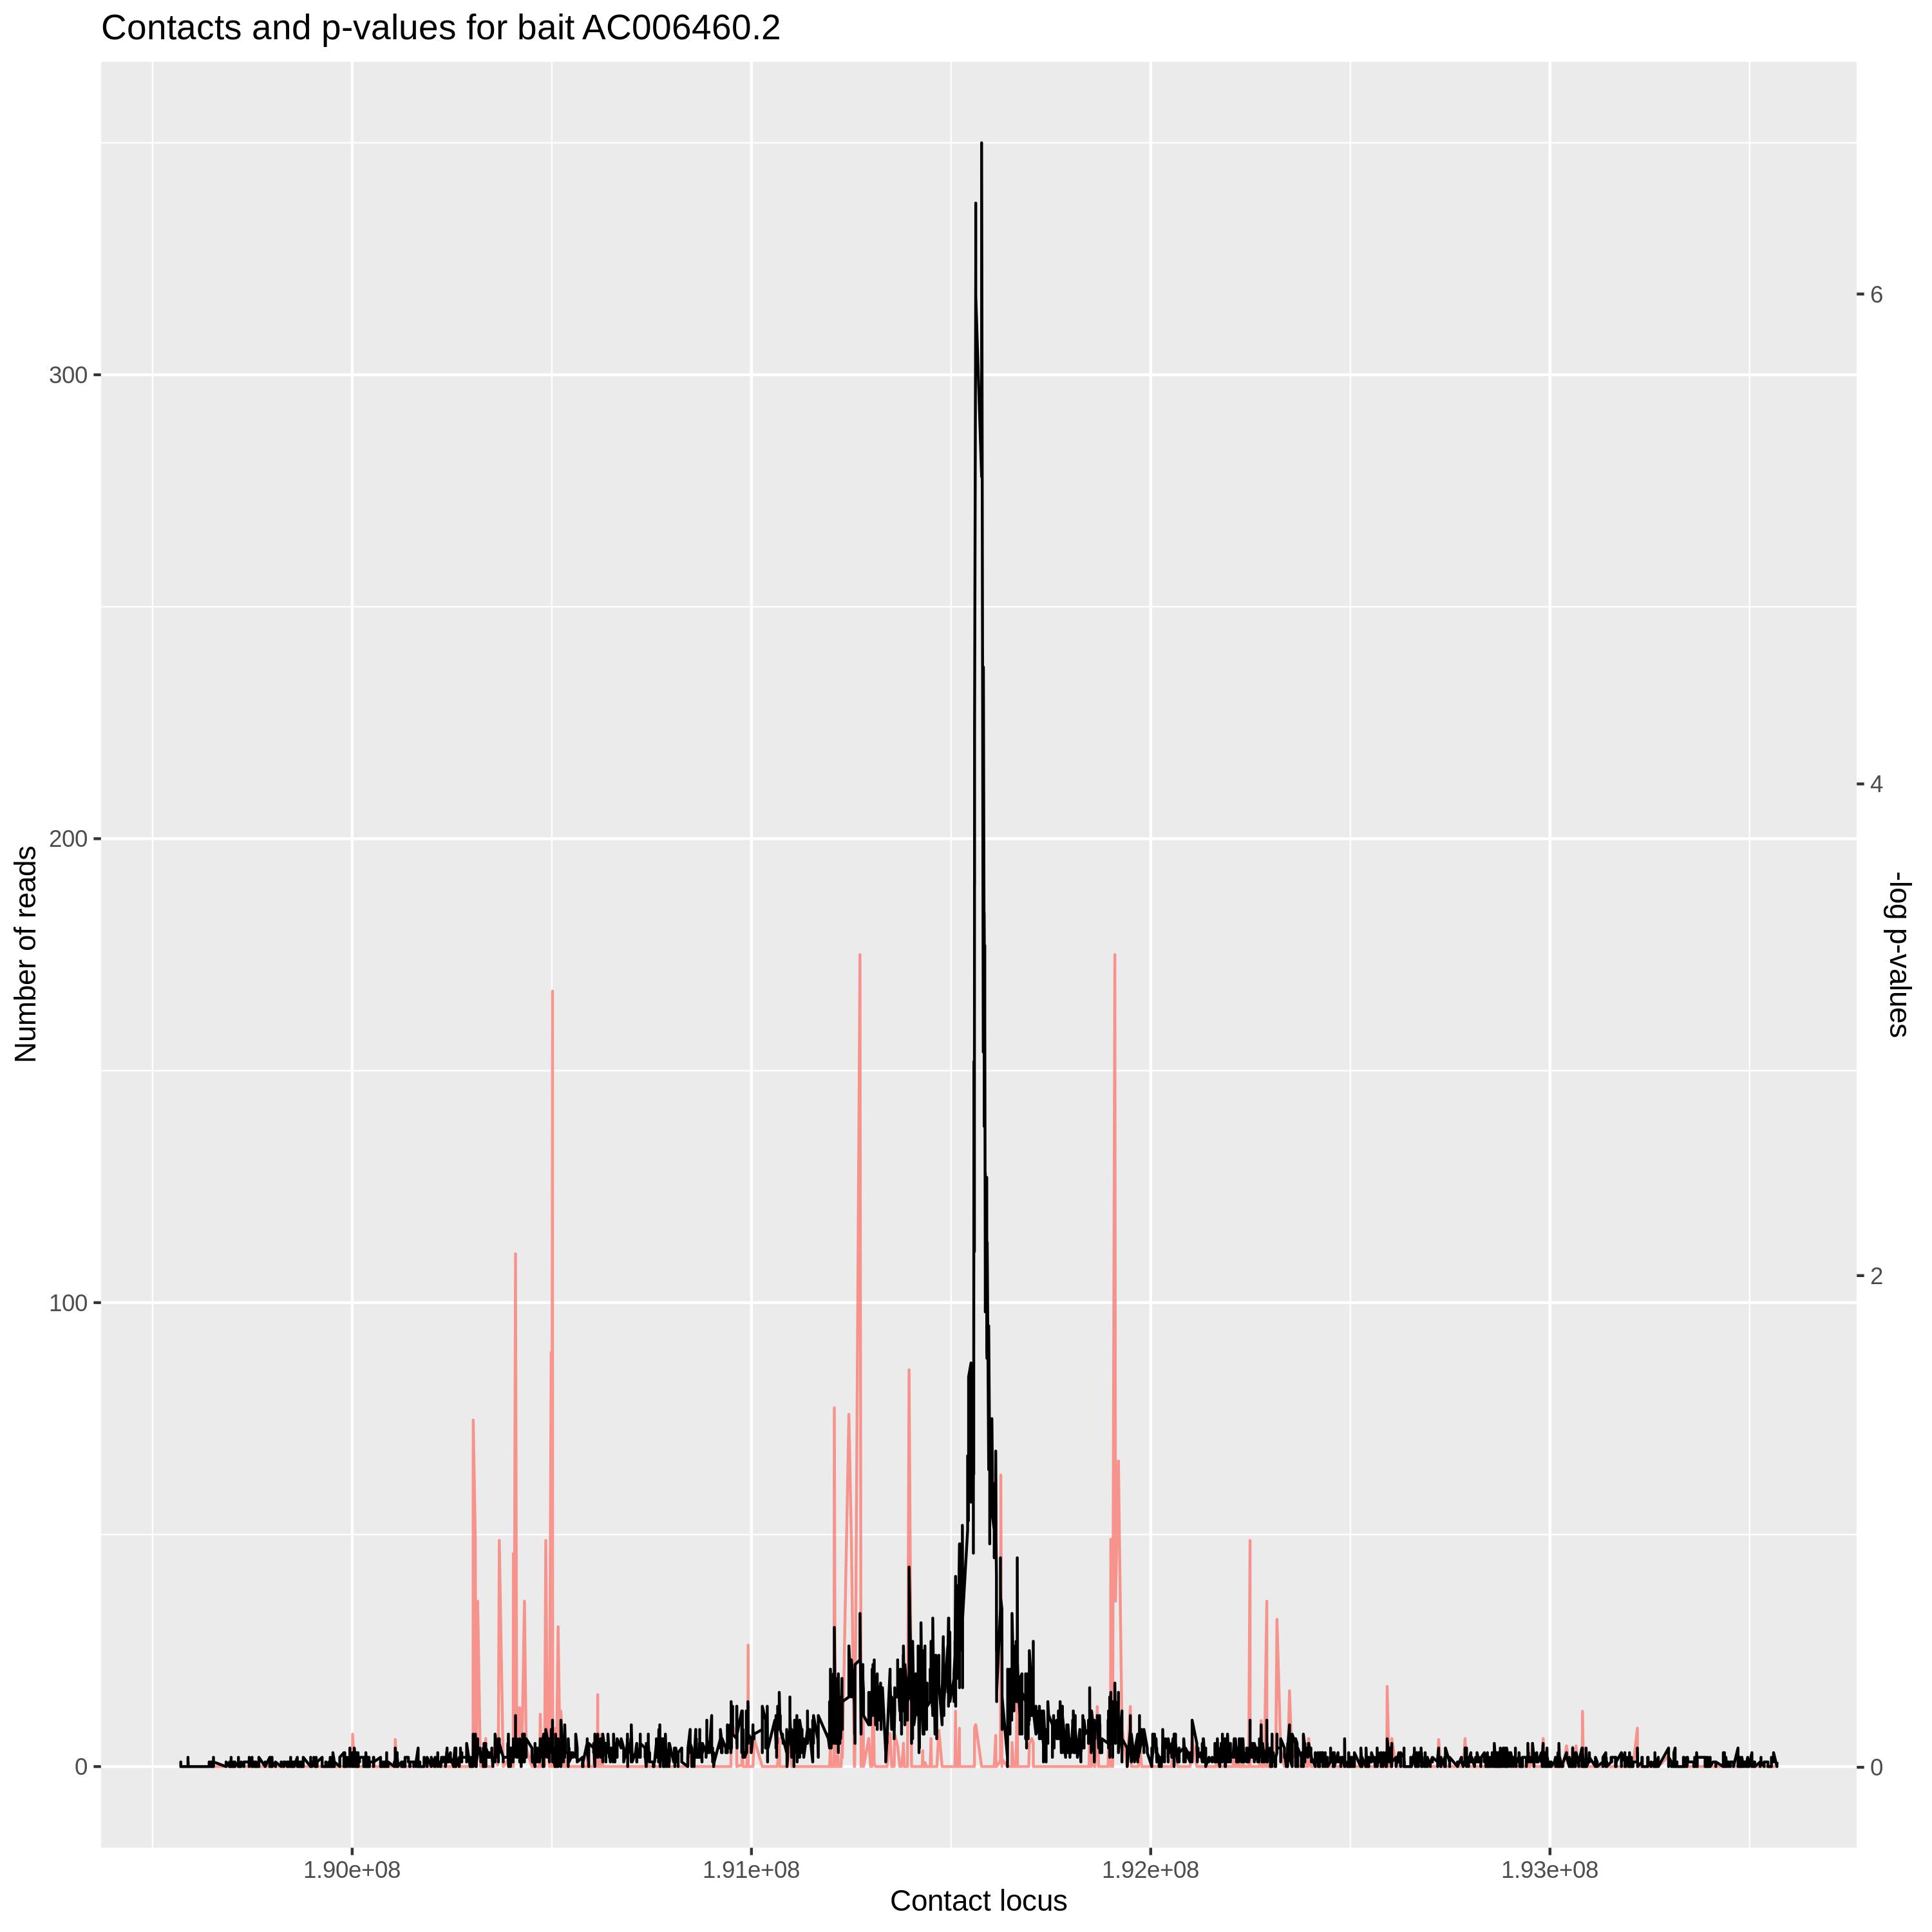 Contacts and p-values for bait AC006460.2
Number of reads
300
200
100
0
6
4
2
0
-log p-values
1.90e+08 1.91e+08 1.92e+08 1.93e+08
Contact locus